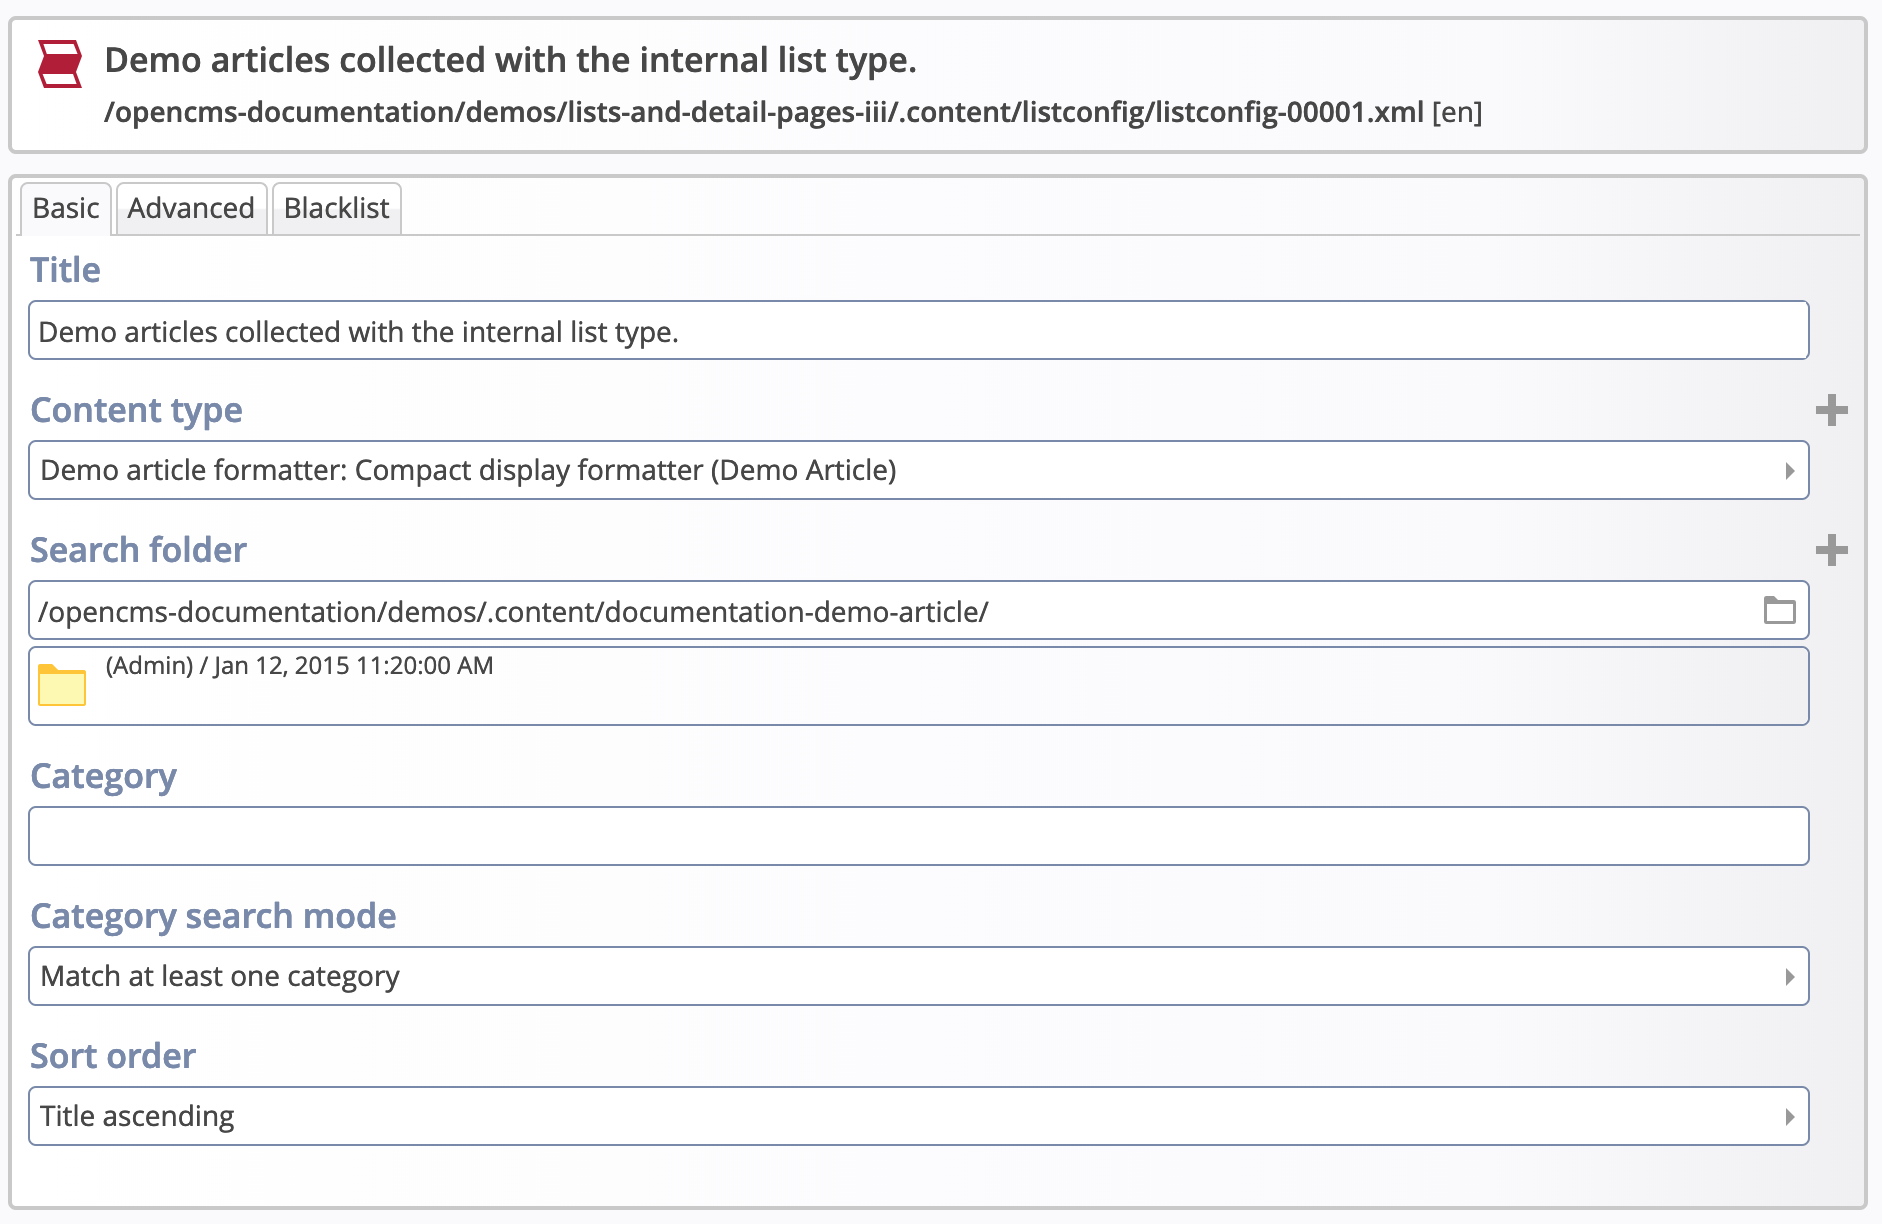 Demo articles collected with the internal list type.
/opencms-documentation/demos/lists-and-detail-pages-iii/.content/listconfig/listconfig-00001.xml [en]
Basic Advanced Blacklist
Title
Demo articles collected with the internal list type.
Content type
Demo article formatter: Compact display formatter (Demo Article)
Search folder
/opencms-documentation/demos/.content/documentation-demo-article/
(Admin) / Jan 12, 2015 11:20:00 AM
Category
Category search mode
Match at least one category
Sort order
Title ascending